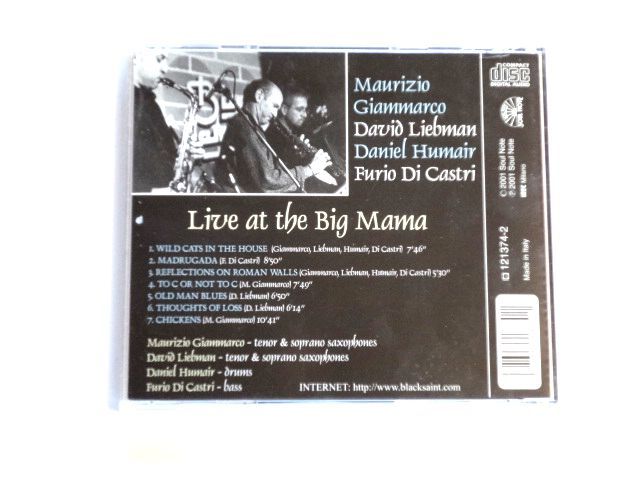 Maurizio
Giammarco
David Liebman
Daniel Humair
Furio Di Castri
COMPACT
disc
DIGITAL AUDIO
SOUL NOTE
Live at the Big Mama
1. WILD CATS IN THE HOUSE (Giammarco, Liebman, Humair, Di Castri) 7'46"
2. MADRUGADA (F. Di Castri) 8'50"
3. REFLECTIONS ON ROMAN WALLS (Giammarco, Liebman, Humair, Di Castri) 5'30"
4. TO C OR NOT TO C (M. Giammarco) 7'49"
5. OLD MAN BLUES (D. Liebman) 6'50"
6. THOUGHTS OF LOSS (D. Liebman) 6'14"
7. CHICKENS (M. Giammarco) 10'41"
Maurizio Giammarco - tenor & soprano saxophones
David Liebman - tenor & soprano saxophones
Daniel Humair - drums
Furio Di Castri - bass
INTERNET: http://www.blacksaint.com
© 2001 Soul Note
℗ 2001 Soul Note
Milano
121374-2
Made in Italy